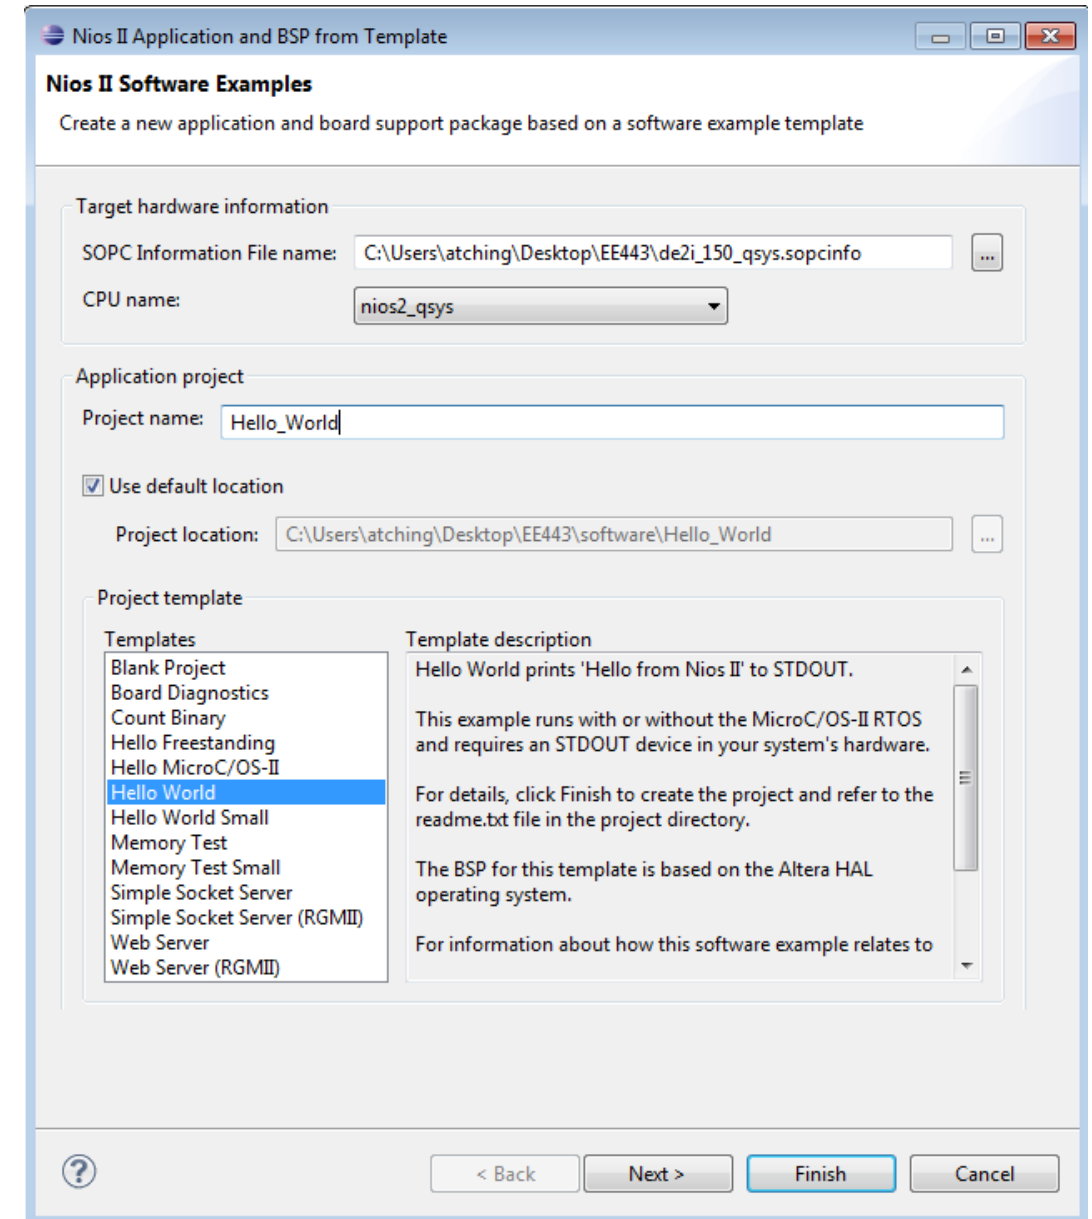 Nios II Application and BSP from Template
Nios II Software Examples
Create a new application and board support package based on a software example template
Target hardware information
SOPC Information File name: C:\Users\atching\Desktop\EE443\de2i_150_qsys.sopcinfo ...
CPU name: nios2_qsys
Application project
Project name: Hello_World
Use default location
Project location: C:\Users\atching\Desktop\EE443\software\Hello_World ...
Project template
Templates
Blank Project
Board Diagnostics
Count Binary
Hello Freestanding
Hello MicroC/OS-II
Hello World
Hello World Small
Memory Test
Memory Test Small
Simple Socket Server
Simple Socket Server (RGMII)
Web Server
Web Server (RGMII)
Template description
Hello World prints 'Hello from Nios II' to STDOUT.
This example runs with or without the MicroC/OS-II RTOS
and requires an STDOUT device in your system's hardware.
For details, click Finish to create the project and refer to the
readme.txt file in the project directory.
The BSP for this template is based on the Altera HAL
operating system.
For information about how this software example relates to
? < Back Next > Finish Cancel